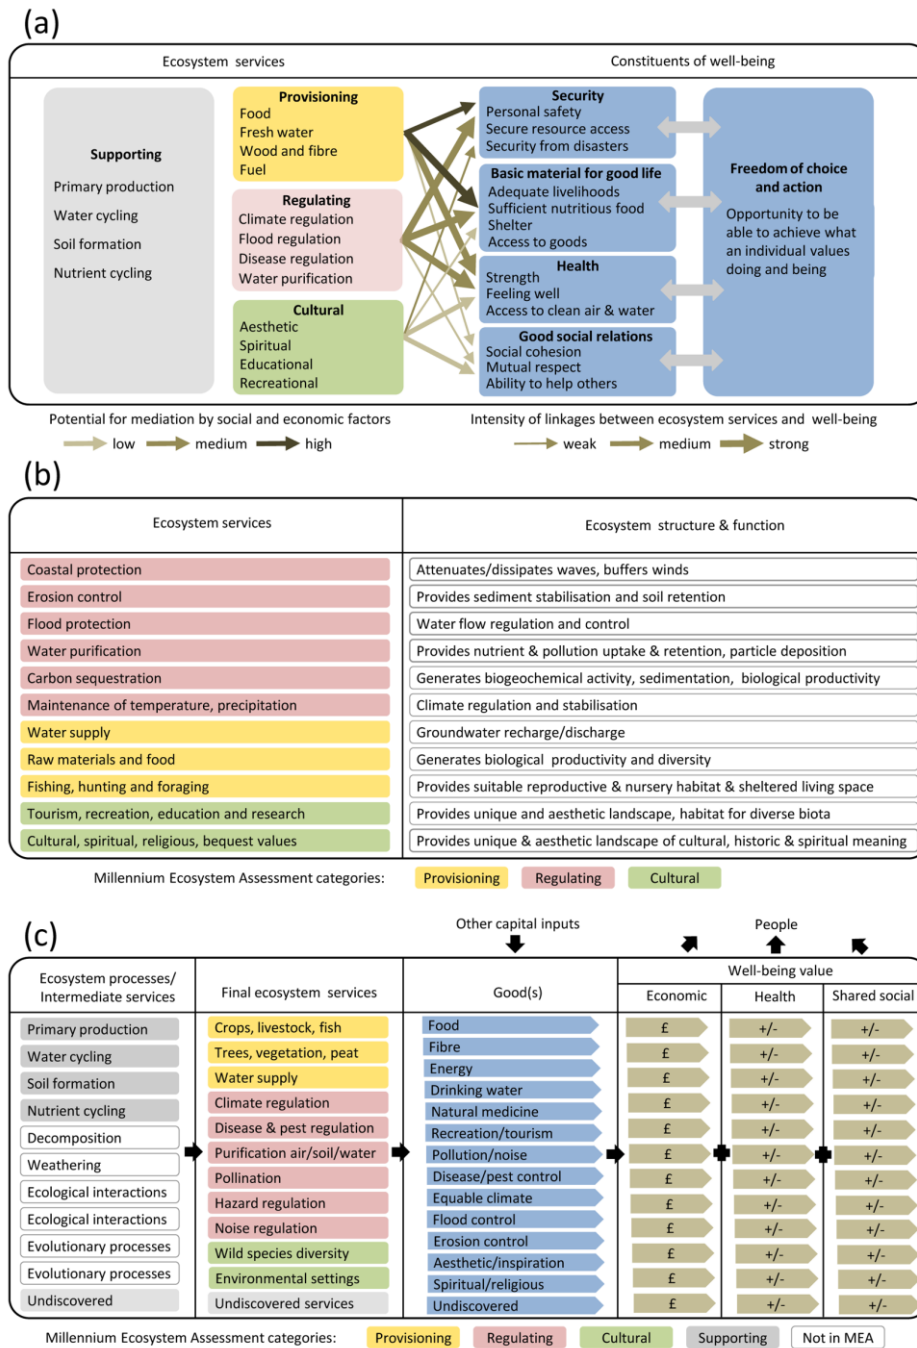 (a)
Ecosystem services
Constituents of well-being
Supporting
Primary production
Water cycling
Soil formation
Nutrient cycling
Provisioning
Food
Fresh water
Wood and fibre
Fuel
Regulating
Climate regulation
Flood regulation
Disease regulation
Water purification
Cultural
Aesthetic
Spiritual
Educational
Recreational
Security
Personal safety
Secure resource access
Security from disasters
Basic material for good life
Adequate livelihoods
Sufficient nutritious food
Shelter
Access to goods
Health
Strength
Feeling well
Access to clean air & water
Good social relations
Social cohesion
Mutual respect
Ability to help others
Freedom of choice
and action
Opportunity to be
able to achieve what
an individual values
doing and being
Potential for mediation by social and economic factors
low medium high
Intensity of linkages between ecosystem services and well-being
weak medium strong
(b)
Ecosystem services
Ecosystem structure & function
Coastal protection
Attenuates/dissipates waves, buffers winds
Erosion control
Provides sediment stabilisation and soil retention
Flood protection
Water flow regulation and control
Water purification
Provides nutrient & pollution uptake & retention, particle deposition
Carbon sequestration
Generates biogeochemical activity, sedimentation, biological productivity
Maintenance of temperature, precipitation
Climate regulation and stabilisation
Water supply
Groundwater recharge/discharge
Raw materials and food
Generates biological productivity and diversity
Fishing, hunting and foraging
Provides suitable reproductive & nursery habitat & sheltered living space
Tourism, recreation, education and research
Provides unique and aesthetic landscape, habitat for diverse biota
Cultural, spiritual, religious, bequest values
Provides unique & aesthetic landscape of cultural, historic & spiritual meaning
Millennium Ecosystem Assessment categories: Provisioning Regulating Cultural
(c)
Other capital inputs
People
Ecosystem processes/
Intermediate services
Final ecosystem services
Good(s)
Well-being value
Economic
Health
Shared social
Primary production
Water cycling
Soil formation
Nutrient cycling
Decomposition
Weathering
Ecological interactions
Ecological interactions
Evolutionary processes
Evolutionary processes
Undiscovered
Crops, livestock, fish
Trees, vegetation, peat
Water supply
Climate regulation
Disease & pest regulation
Purification air/soil/water
Pollination
Hazard regulation
Noise regulation
Wild species diversity
Environmental settings
Undiscovered services
Food
Fibre
Energy
Drinking water
Natural medicine
Recreation/tourism
Pollution/noise
Disease/pest control
Equable climate
Flood control
Erosion control
Aesthetic/inspiration
Spiritual/religious
Undiscovered
£ +/- +/-
£ +/- +/-
£ +/- +/-
£ +/- +/-
£ +/- +/-
£ +/- +/-
£ +/- +/-
£ +/- +/-
£ +/- +/-
£ +/- +/-
£ +/- +/-
£ +/- +/-
Millennium Ecosystem Assessment categories: Provisioning Regulating Cultural Supporting Not in MEA